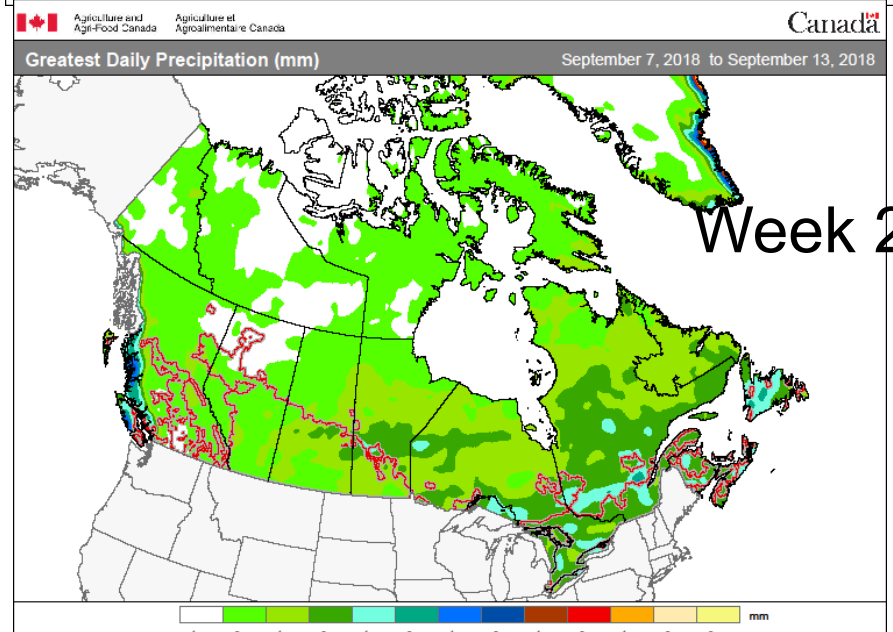 Agriculture and
Agri-Food Canada
Agriculture et
Agroalimentaire Canada
Canada
Greatest Daily Precipitation (mm)
September 7, 2018 to September 13, 2018
Week 2
mm